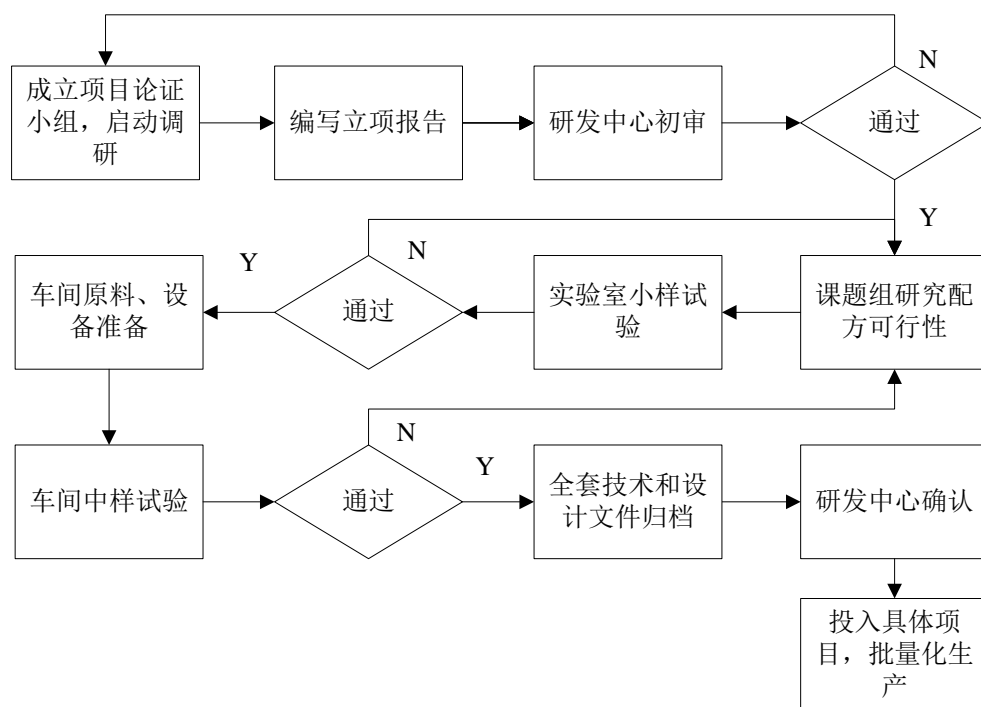 N
成立项目论证
小组，启动调
研
编写立项报告
研发中心初审
通过
Y
N
Y
车间原料、设
备准备
通过
实验室小样试
验
课题组研究配
方可行性
N
Y
车间中样试验
通过
全套技术和设
计文件归档
研发中心确认
投入具体项
目，批量化生
产